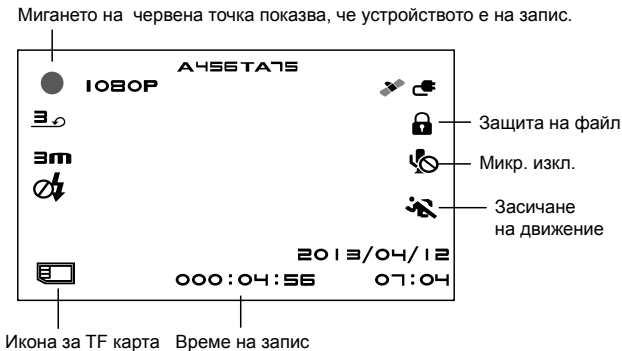 Мигането на червена точка показва, че устройството е на запис.
A456TA75
1080P
3
Защита на файл
3m
Микр. изкл.
Засичане
на движение
2013/04/12
000:04:56 07:04
Икона за TF карта Време на запис